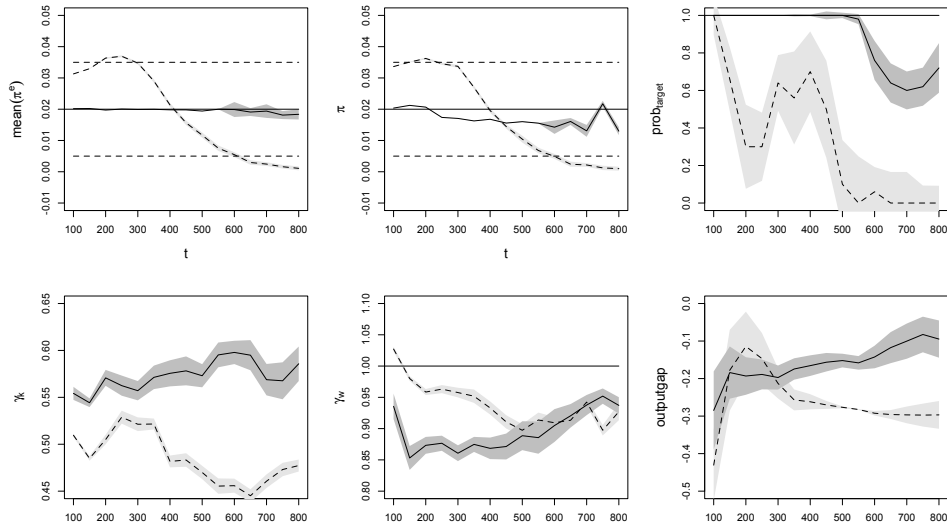 mean(π^e)
-0.01 0.00 0.01 0.02 0.03 0.04 0.05
100 200 300 400 500 600 700 800
t
π
-0.01 0.00 0.01 0.02 0.03 0.04 0.05
100 200 300 400 500 600 700 800
t
prob_target
0.0 0.2 0.4 0.6 0.8 1.0
100 200 300 400 500 600 700 800
γ_k
0.45 0.50 0.55 0.60 0.65
100 200 300 400 500 600 700 800
γ_w
0.80 0.85 0.90 0.95 1.00 1.05 1.10
100 200 300 400 500 600 700 800
outputgap
-0.5 -0.4 -0.3 -0.2 -0.1 0.0
100 200 300 400 500 600 700 800